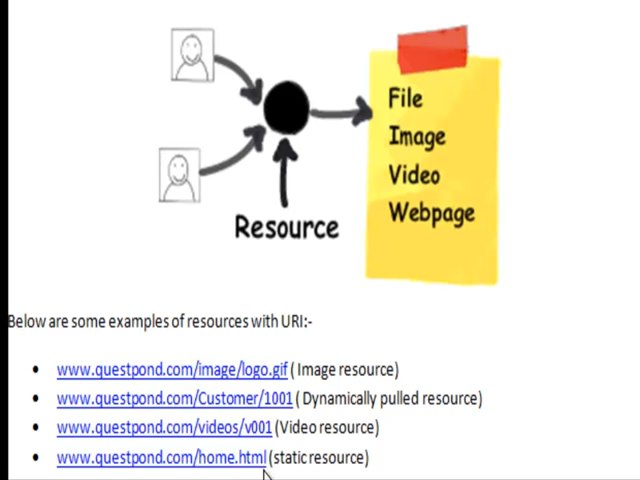 File
Image
Video
Webpage
Resource
Below are some examples of resources with URI:-
• www.questpond.com/image/logo.gif ( Image resource)
• www.questpond.com/Customer/1001 ( Dynamically pulled resource)
• www.questpond.com/videos/v001 (Video resource)
• www.questpond.com/home.html (static resource)